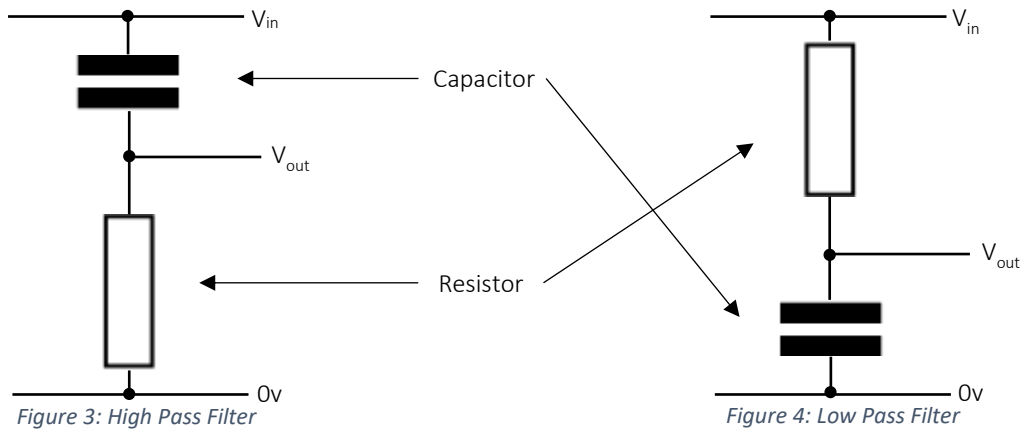 Vin
Capacitor
Vout
Resistor
0v
Figure 3: High Pass Filter
Vin
Vout
0v
Figure 4: Low Pass Filter